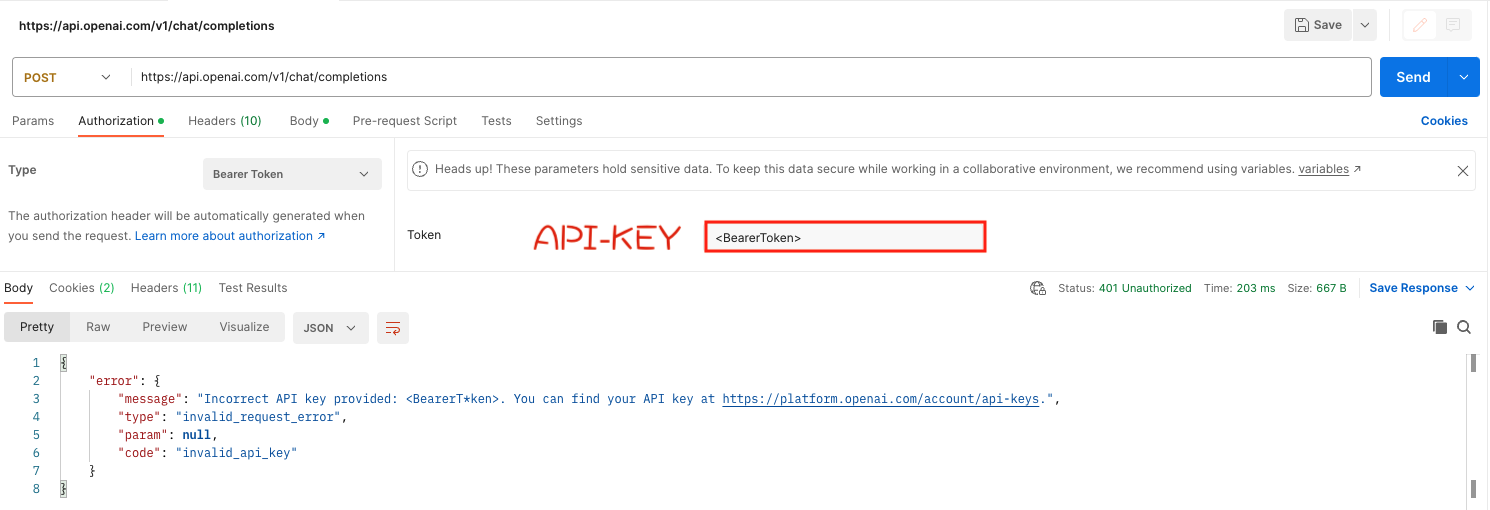 https://api.openai.com/v1/chat/completions
Save
POST
https://api.openai.com/v1/chat/completions
Send
Params Authorization Headers (10) Body Pre-request Script Tests Settings Cookies
Type
Bearer Token
Heads up! These parameters hold sensitive data. To keep this data secure while working in a collaborative environment, we recommend using variables. variables ↗
The authorization header will be automatically generated when
you send the request. Learn more about authorization ↗
Token
API-KEY
<BearerToken>
Body Cookies (2) Headers (11) Test Results
Status: 401 Unauthorized Time: 203 ms Size: 667 B Save Response
Pretty Raw Preview Visualize JSON
1 {
2 "error": {
3 "message": "Incorrect API key provided: <BearerT*ken>. You can find your API key at https://platform.openai.com/account/api-keys.",
4 "type": "invalid_request_error",
5 "param": null,
6 "code": "invalid_api_key"
7 }
8 }